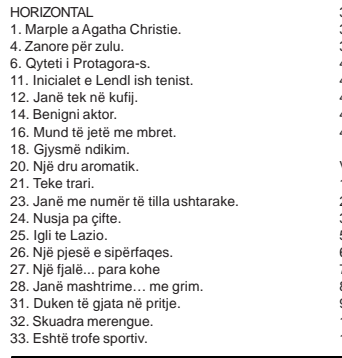 HORIZONTAL
1. Marple a Agatha Christie.
4. Zanore për zulu.
6. Qyteti i Protagora-s.
11. Inicialet e Lendl ish tenist.
12. Janë tek në kufij.
14. Benigni aktor.
16. Mund të jetë me mbret.
18. Gjysmë ndikim.
20. Një dru aromatik.
21. Teke trari.
23. Janë me numër të tilla ushtarake.
24. Nusja pa çifte.
25. Igli te Lazio.
26. Një pjesë e sipërfaqes.
27. Një fjalë... para kohe
28. Janë mashtrime… me grim.
31. Duken të gjata në pritje.
32. Skuadra merengue.
33. Eshtë trofe sportiv.